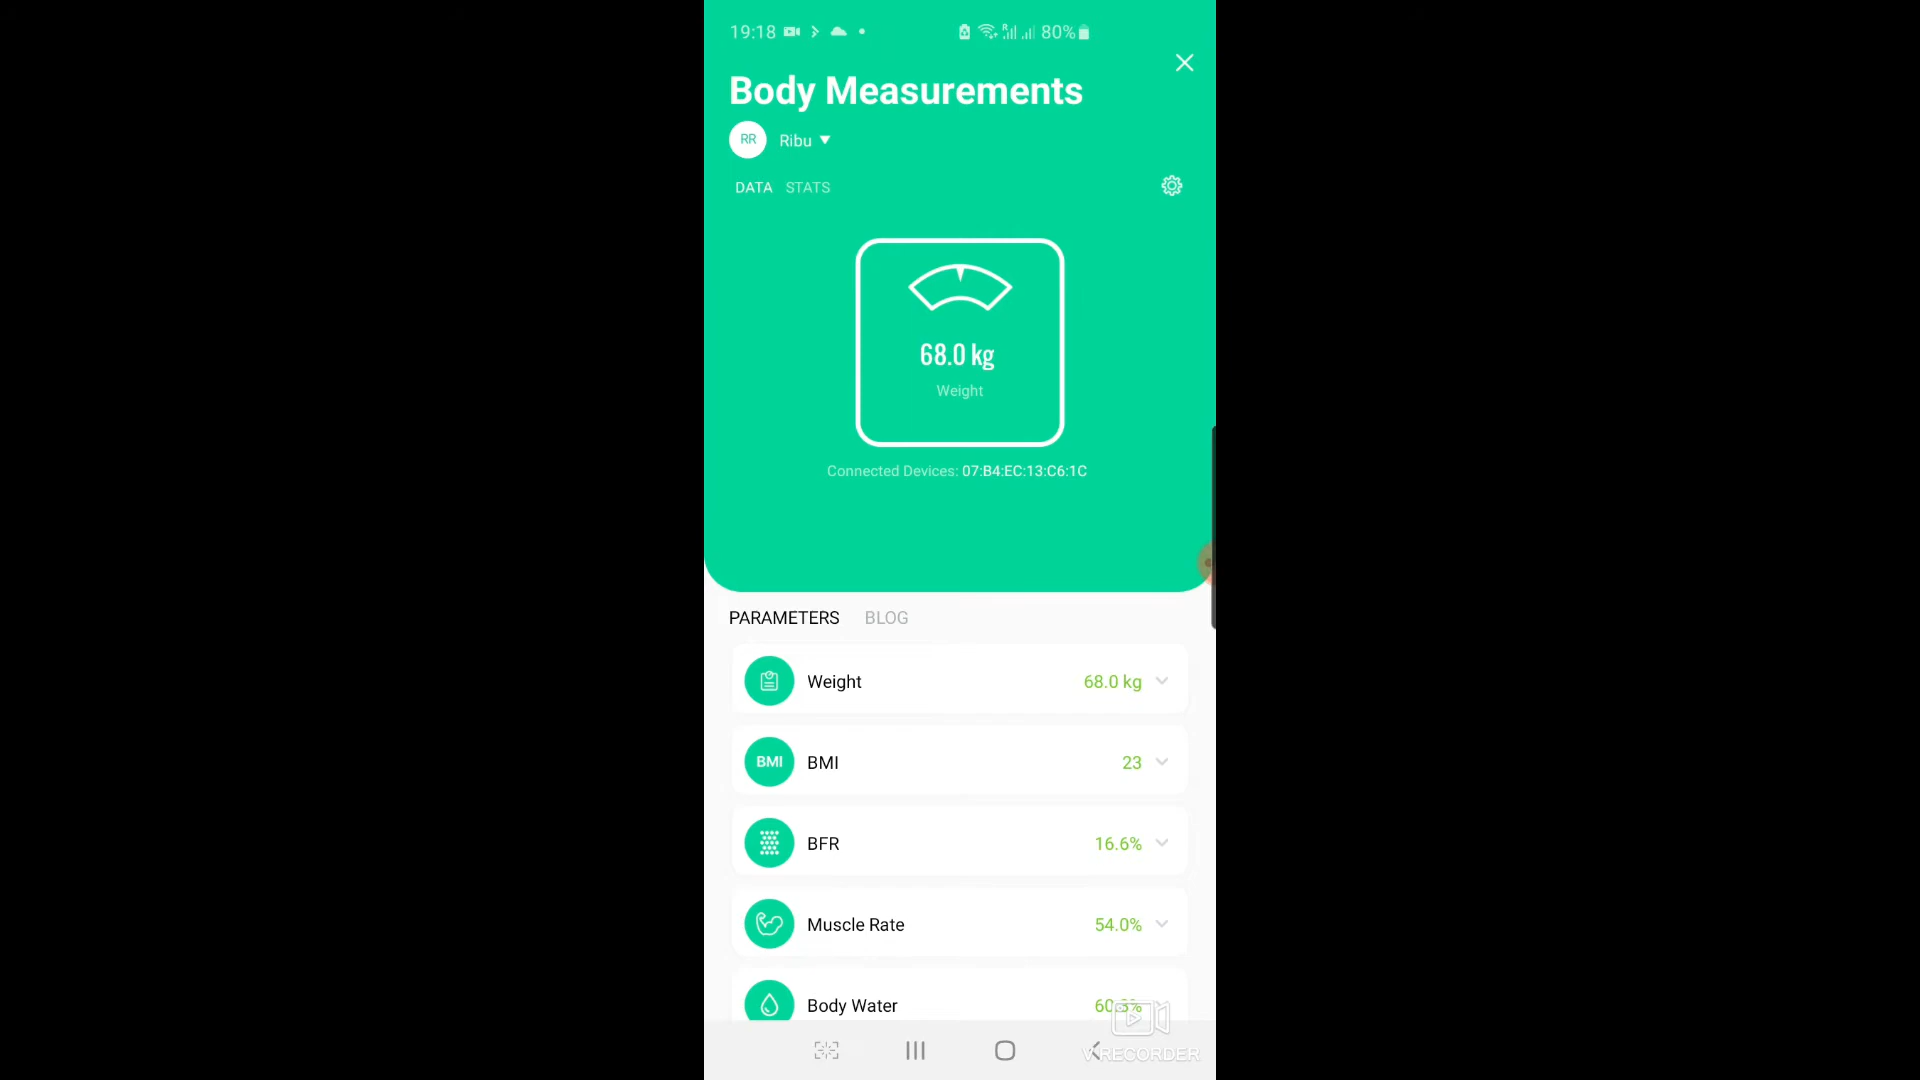 19:18 80%
Body Measurements
RR Ribu
DATA STATS
68.0 kg
Weight
Connected Devices: 07:B4:EC:13:C6:1C
PARAMETERS BLOG
Weight 68.0 kg
BMI BMI 23
BFR 16.6%
Muscle Rate 54.0%
Body Water
V RECORDER